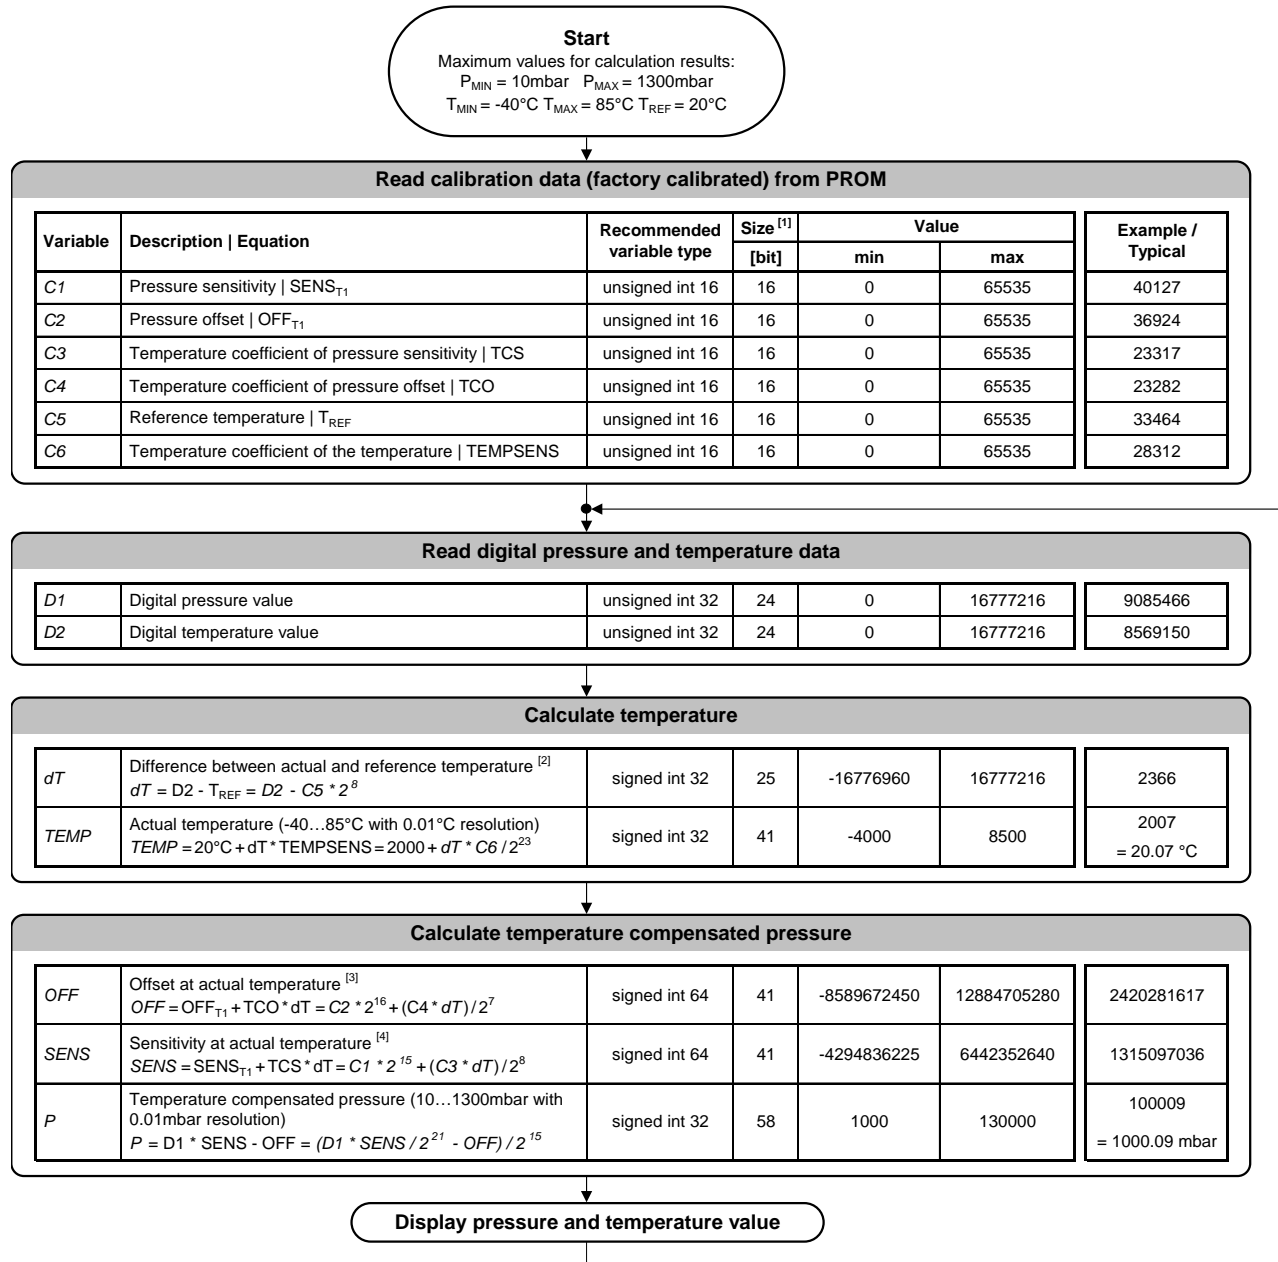 Start
Maximum values for calculation results:
P_MIN = 10mbar P_MAX = 1300mbar
T_MIN = -40°C T_MAX = 85°C T_REF = 20°C
Read calibration data (factory calibrated) from PROM
Variable | Description | Equation | Recommended variable type | Size [1] [bit] | Value min | max | Example / Typical
C1 Pressure sensitivity | SENS_T1 unsigned int 16 16 0 65535 40127
C2 Pressure offset | OFF_T1 unsigned int 16 16 0 65535 36924
C3 Temperature coefficient of pressure sensitivity | TCS unsigned int 16 16 0 65535 23317
C4 Temperature coefficient of pressure offset | TCO unsigned int 16 16 0 65535 23282
C5 Reference temperature | T_REF unsigned int 16 16 0 65535 33464
C6 Temperature coefficient of the temperature | TEMPSENS unsigned int 16 16 0 65535 28312
Read digital pressure and temperature data
D1 Digital pressure value unsigned int 32 24 0 16777216 9085466
D2 Digital temperature value unsigned int 32 24 0 16777216 8569150
Calculate temperature
dT Difference between actual and reference temperature [2]
dT = D2 - T_REF = D2 - C5 * 2^8 signed int 32 25 -16776960 16777216 2366
TEMP Actual temperature (-40…85°C with 0.01°C resolution)
TEMP = 20°C + dT * TEMPSENS = 2000 + dT * C6 / 2^23 signed int 32 41 -4000 8500 2007
= 20.07 °C
Calculate temperature compensated pressure
OFF Offset at actual temperature [3]
OFF = OFF_T1 + TCO * dT = C2 * 2^16 + (C4 * dT) / 2^7 signed int 64 41 -8589672450 12884705280 2420281617
SENS Sensitivity at actual temperature [4]
SENS = SENS_T1 + TCS * dT = C1 * 2^15 + (C3 * dT) / 2^8 signed int 64 41 -4294836225 6442352640 1315097036
P Temperature compensated pressure (10…1300mbar with
0.01mbar resolution)
P = D1 * SENS - OFF = (D1 * SENS / 2^21 - OFF) / 2^15 signed int 32 58 1000 130000 100009
= 1000.09 mbar
Display pressure and temperature value